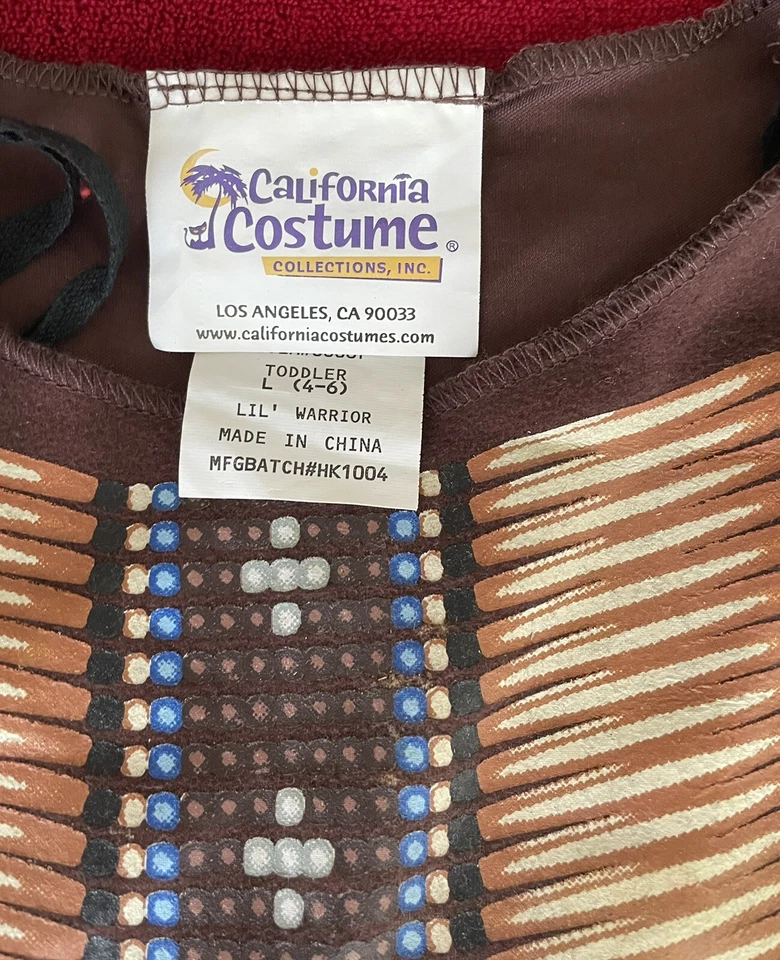 California
Costume ®
COLLECTIONS, INC.
LOS ANGELES, CA 90033
www.californiacostumes.com
TODDLER
L (4-6)
LIL' WARRIOR
MADE IN CHINA
MFGBATCH#HK1004